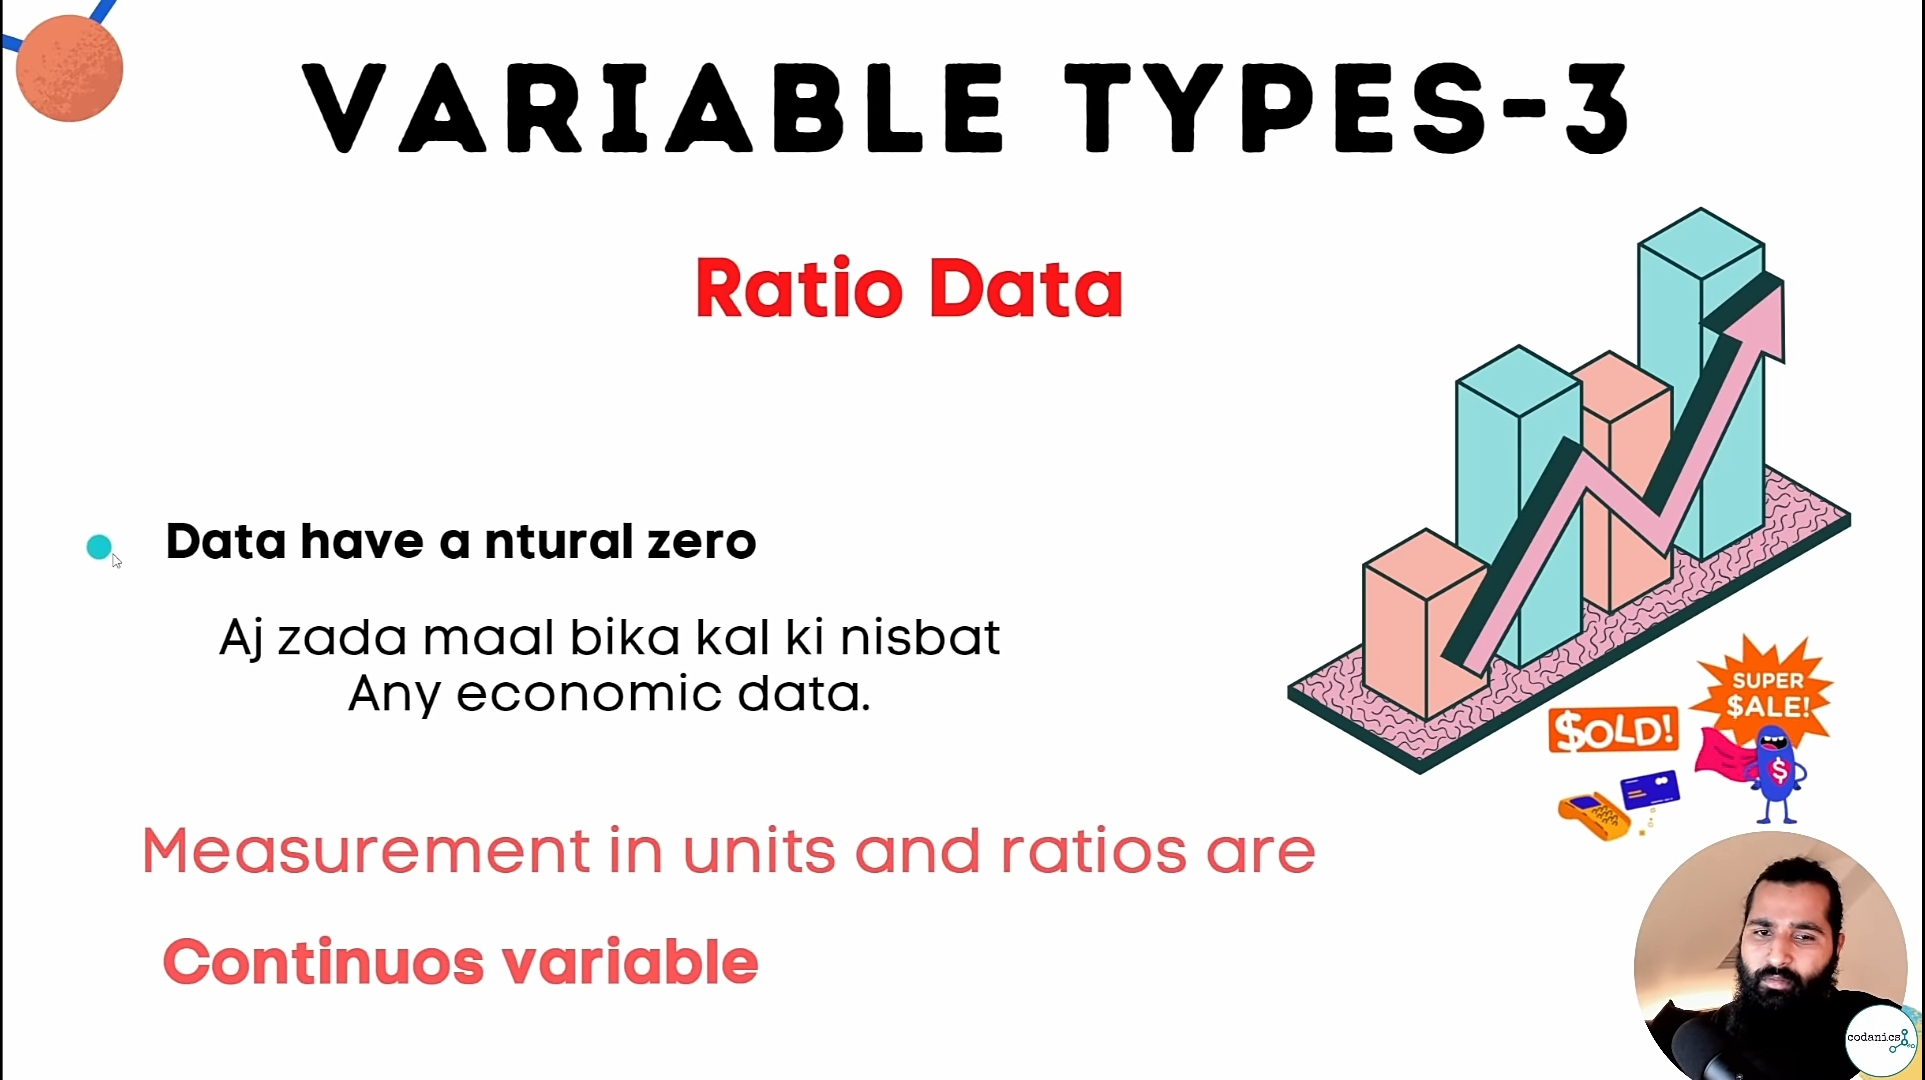 VARIABLE TYPES-3
Ratio Data
Data have a ntural zero
Aj zada maal bika kal ki nisbat
Any economic data.
SUPER
$ALE!
$OLD!
$
Measurement in units and ratios are
Continuos variable
codanics